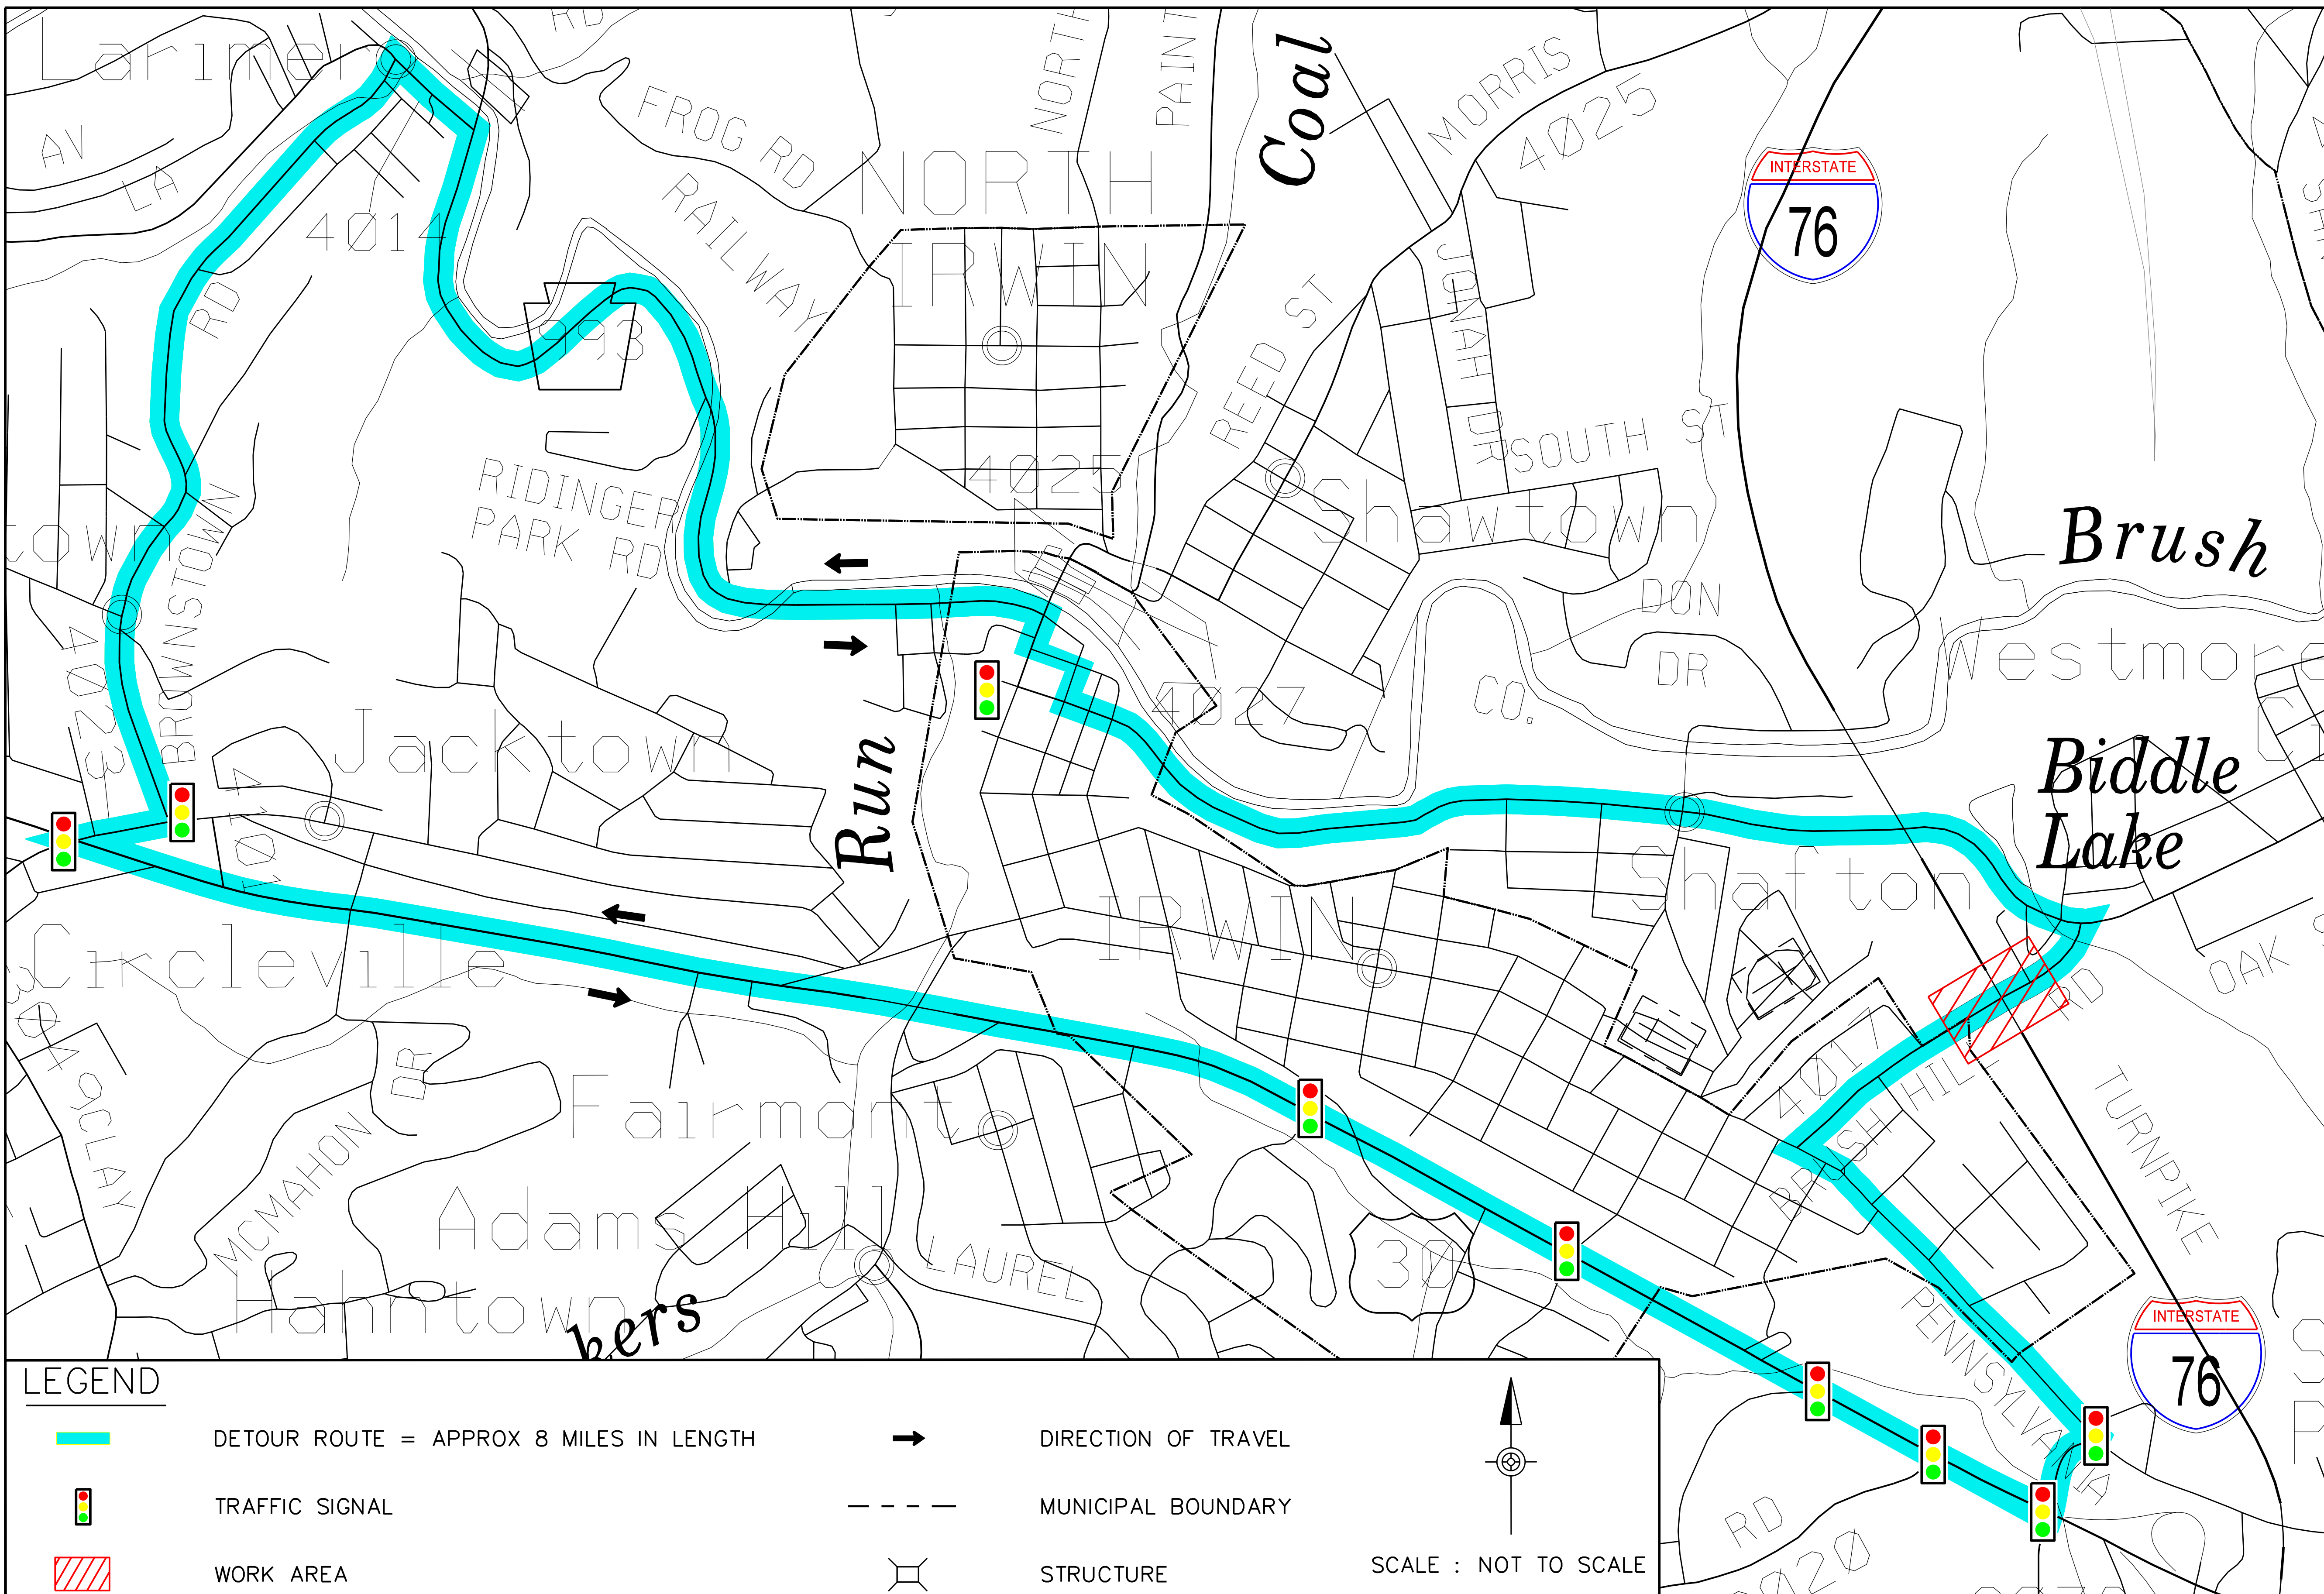 Larimer
RD
NORTH
PAINT
Coal
MORRIS
4025
AV
LA
FROG RD
NORTH
IRWIN
RAILWAY
INTERSTATE
76
4014
RD
993
REED ST
JONAH DR
SOUTH ST
RIDINGER
PARK RD
4025
Shawtown
Brush
town
BROWNSTOWN
DON
DR
Westmore
CO.
4027
Jacktown
Run
Biddle
Lake
IRWIN
Shafton
Circleville
OAK
RD
4017
BRUSH HILL
TURNPIKE
Fairmont
MCMAHON DR
Adams Hill
LAUREL
30
Hahntown
kers
PENNSYLVA
A
INTERSTATE
76
LEGEND
DETOUR ROUTE = APPROX 8 MILES IN LENGTH
DIRECTION OF TRAVEL
TRAFFIC SIGNAL
MUNICIPAL BOUNDARY
WORK AREA
STRUCTURE
SCALE : NOT TO SCALE
RD